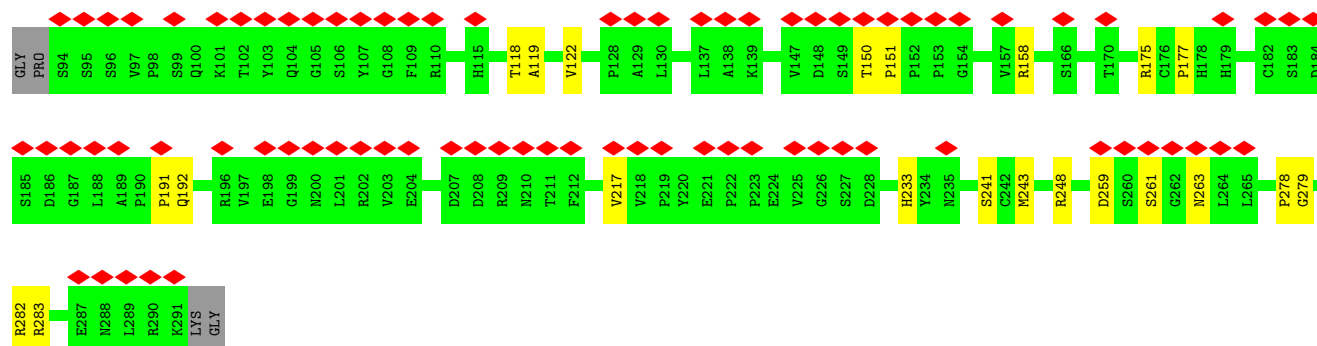 GLY PRO S94 S95 S96 V97 P98 S99 Q100 K101 T102 Y103 Q104 G105 S106 Y107 G108 F109 R110 H115 T118 A119 V122 P128 A129 L130 L137 A138 K139 V147 D148 S149 T150 P151 P152 P153 G154 V157 R158 S166 T170 R175 C176 P177 H178 H179 C182 S183 D184
S185 D186 G187 L188 A189 P190 P191 Q192 R196 V197 E198 G199 N200 L201 R202 V203 E204 D207 D208 R209 N210 T211 F212 V217 V218 P219 Y220 E221 P222 P223 E224 V225 G226 S227 D228 H233 Y234 N235 S241 C242 M243 R248 D259 S260 S261 G262 N263 L264 L265 P278 G279
R282 R283 E287 N288 L289 R290 K291 LYS GLY